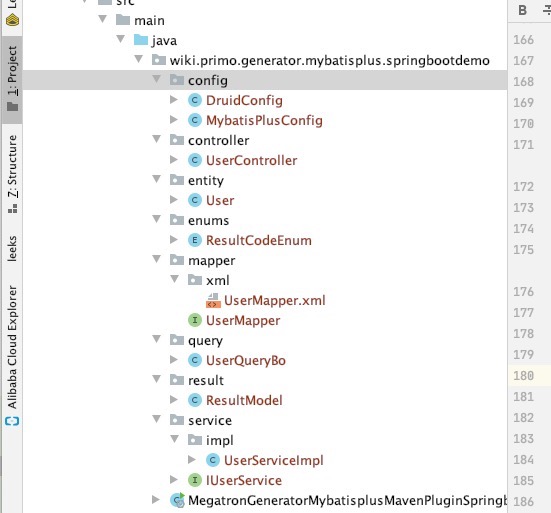 src
main
java
wiki.primo.generator.mybatisplus.springbootdemo
config
DruidConfig
MybatisPlusConfig
controller
UserController
entity
User
enums
ResultCodeEnum
mapper
xml
UserMapper.xml
UserMapper
query
UserQueryBo
result
ResultModel
service
impl
UserServiceImpl
IUserService
MegatronGeneratorMybatisplusMavenPluginSpringb
1: Project
Z: Structure
leeks
Alibaba Cloud Explorer
B
166
167
168
169
170
171
172
173
174
175
176
177
178
179
180
181
182
183
184
185
186